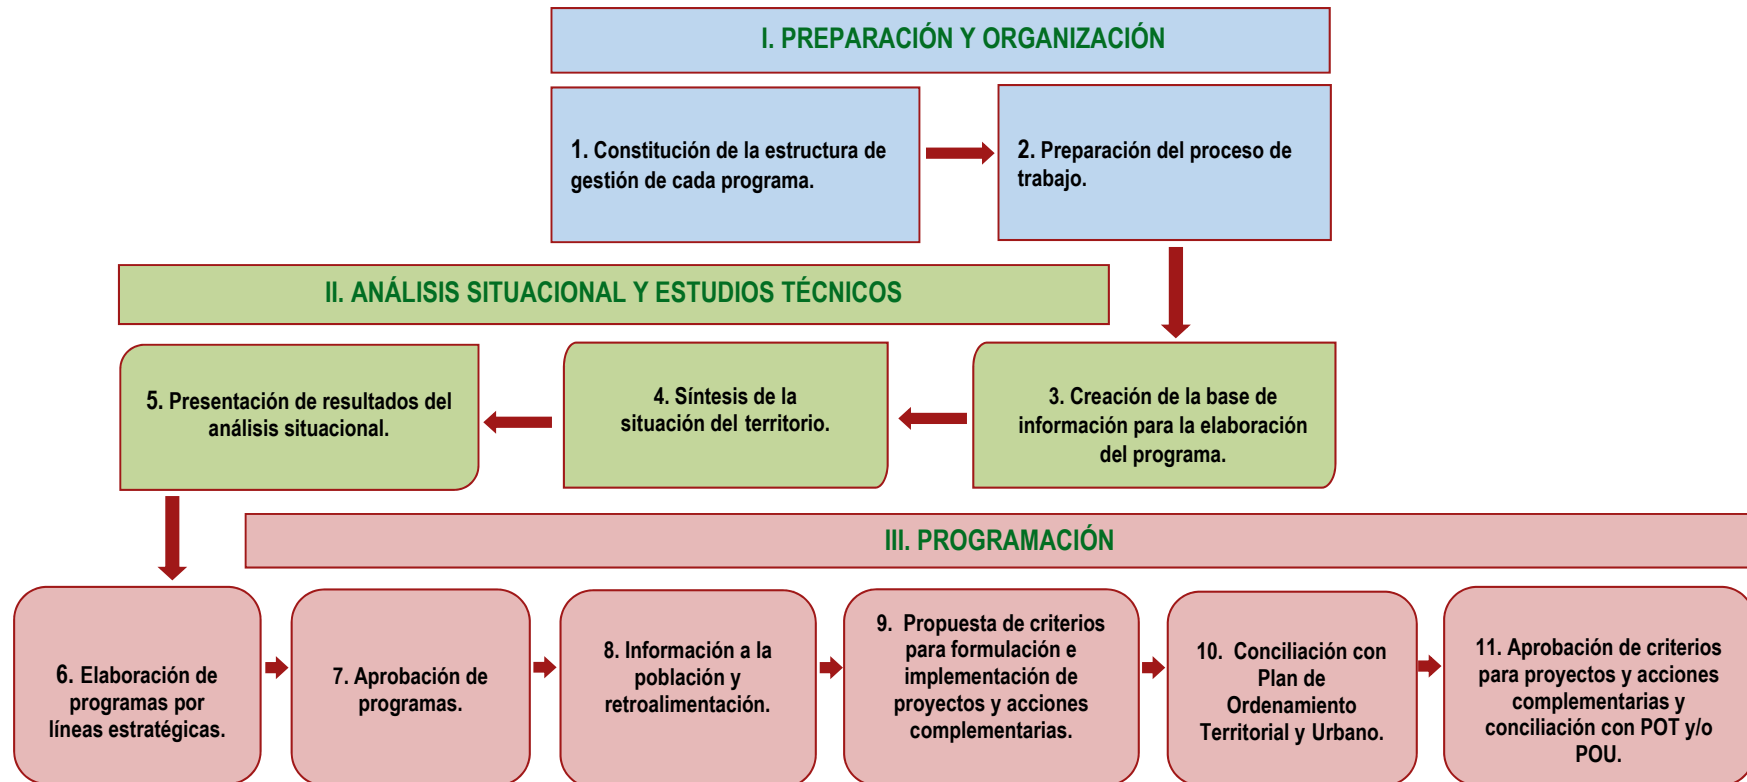 I. PREPARACIÓN Y ORGANIZACIÓN
1. Constitución de la estructura de
gestión de cada programa.
2. Preparación del proceso de
trabajo.
II. ANÁLISIS SITUACIONAL Y ESTUDIOS TÉCNICOS
3. Creación de la base de
información para la elaboración
del programa.
4. Síntesis de la
situación del territorio.
5. Presentación de resultados del
análisis situacional.
III. PROGRAMACIÓN
6. Elaboración de
programas por
líneas estratégicas.
7. Aprobación de
programas.
8. Información a la
población y
retroalimentación.
9. Propuesta de criterios
para formulación e
implementación de
proyectos y acciones
complementarias.
10. Conciliación con
Plan de
Ordenamiento
Territorial y Urbano.
11. Aprobación de criterios
para proyectos y acciones
complementarias y
conciliación con POT y/o
POU.